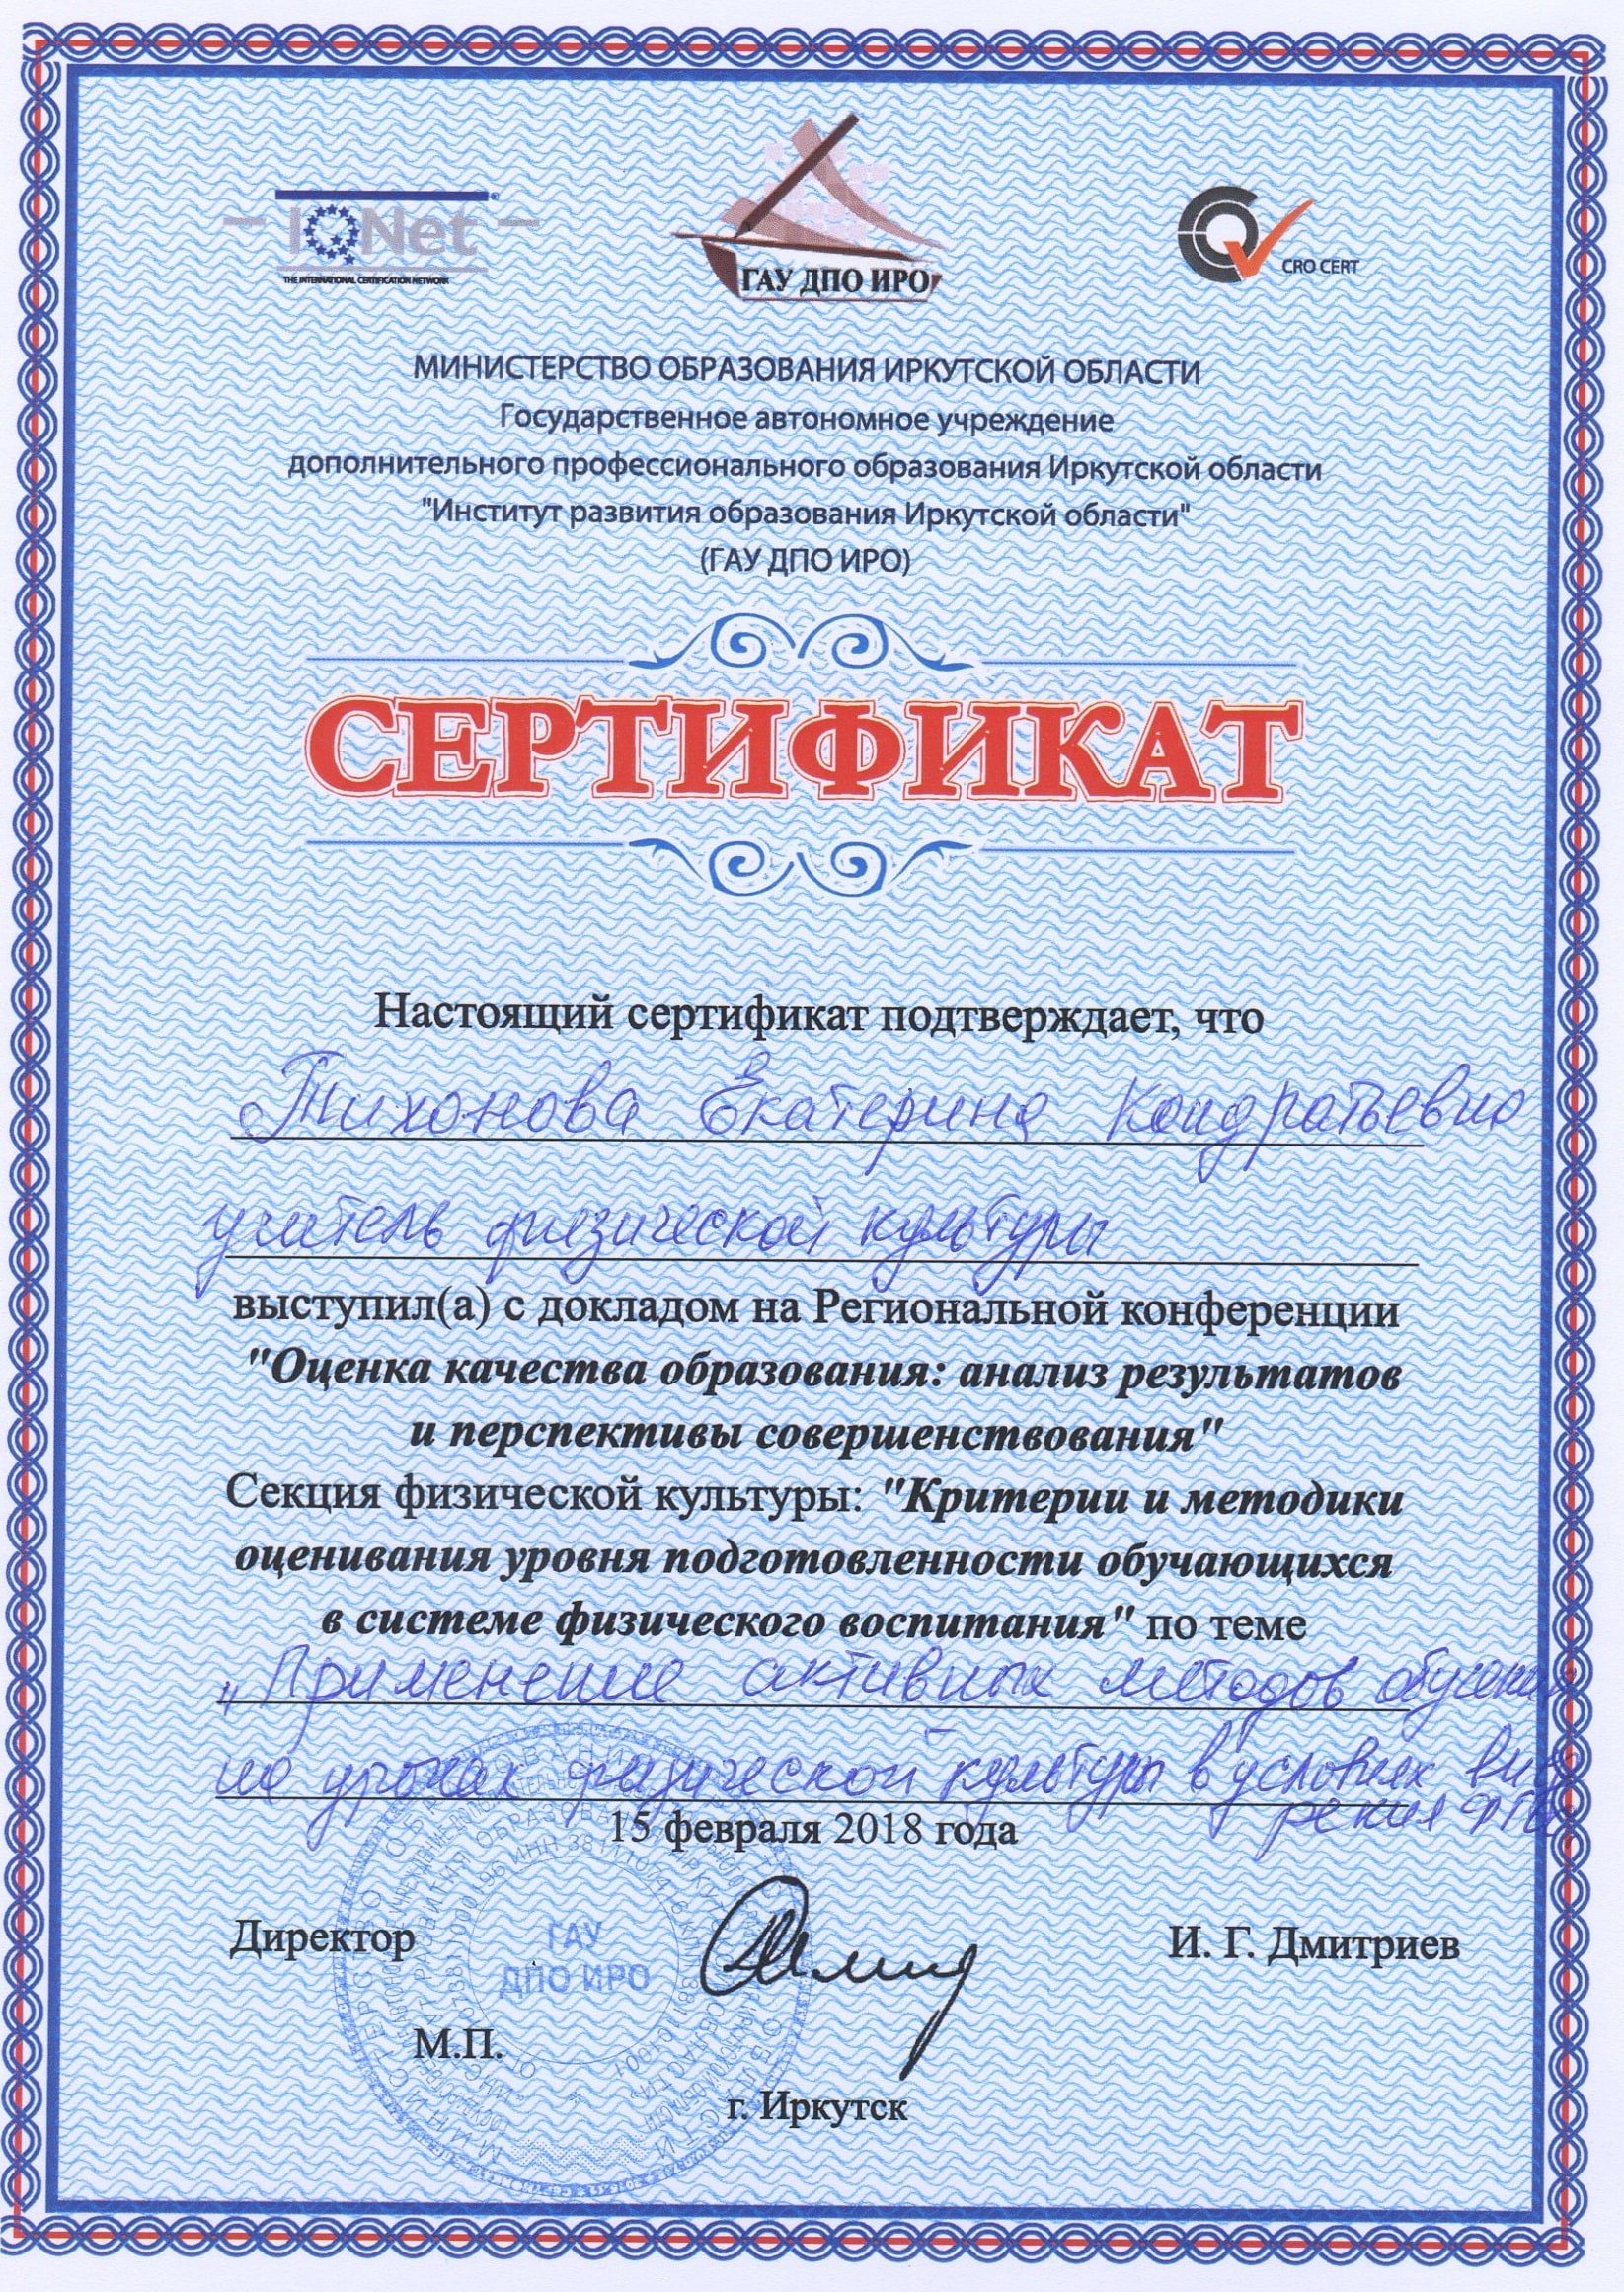 IQNet
THE INTERNATIONAL CERTIFICATION NETWORK
ГАУ ДПО ИРО
CRO CERT
МИНИСТЕРСТВО ОБРАЗОВАНИЯ ИРКУТСКОЙ ОБЛАСТИ
Государственное автономное учреждение
дополнительного профессионального образования Иркутской области
"Институт развития образования Иркутской области"
(ГАУ ДПО ИРО)
СЕРТИФИКАТ
Настоящий сертификат подтверждает, что
Тихонова Екатерина Кондратьевна
учитель физической культуры
выступил(а) с докладом на Региональной конференции
"Оценка качества образования: анализ результатов
и перспективы совершенствования"
Секция физической культуры: "Критерии и методики
оценивания уровня подготовленности обучающихся
в системе физического воспитания" по теме
„Применение активных методов обучения
на уроках физической культуры в условиях
15 февраля 2018 года
Директор
И. Г. Дмитриев
ГАУ
ДПО ИРО
М.П.
г. Иркутск